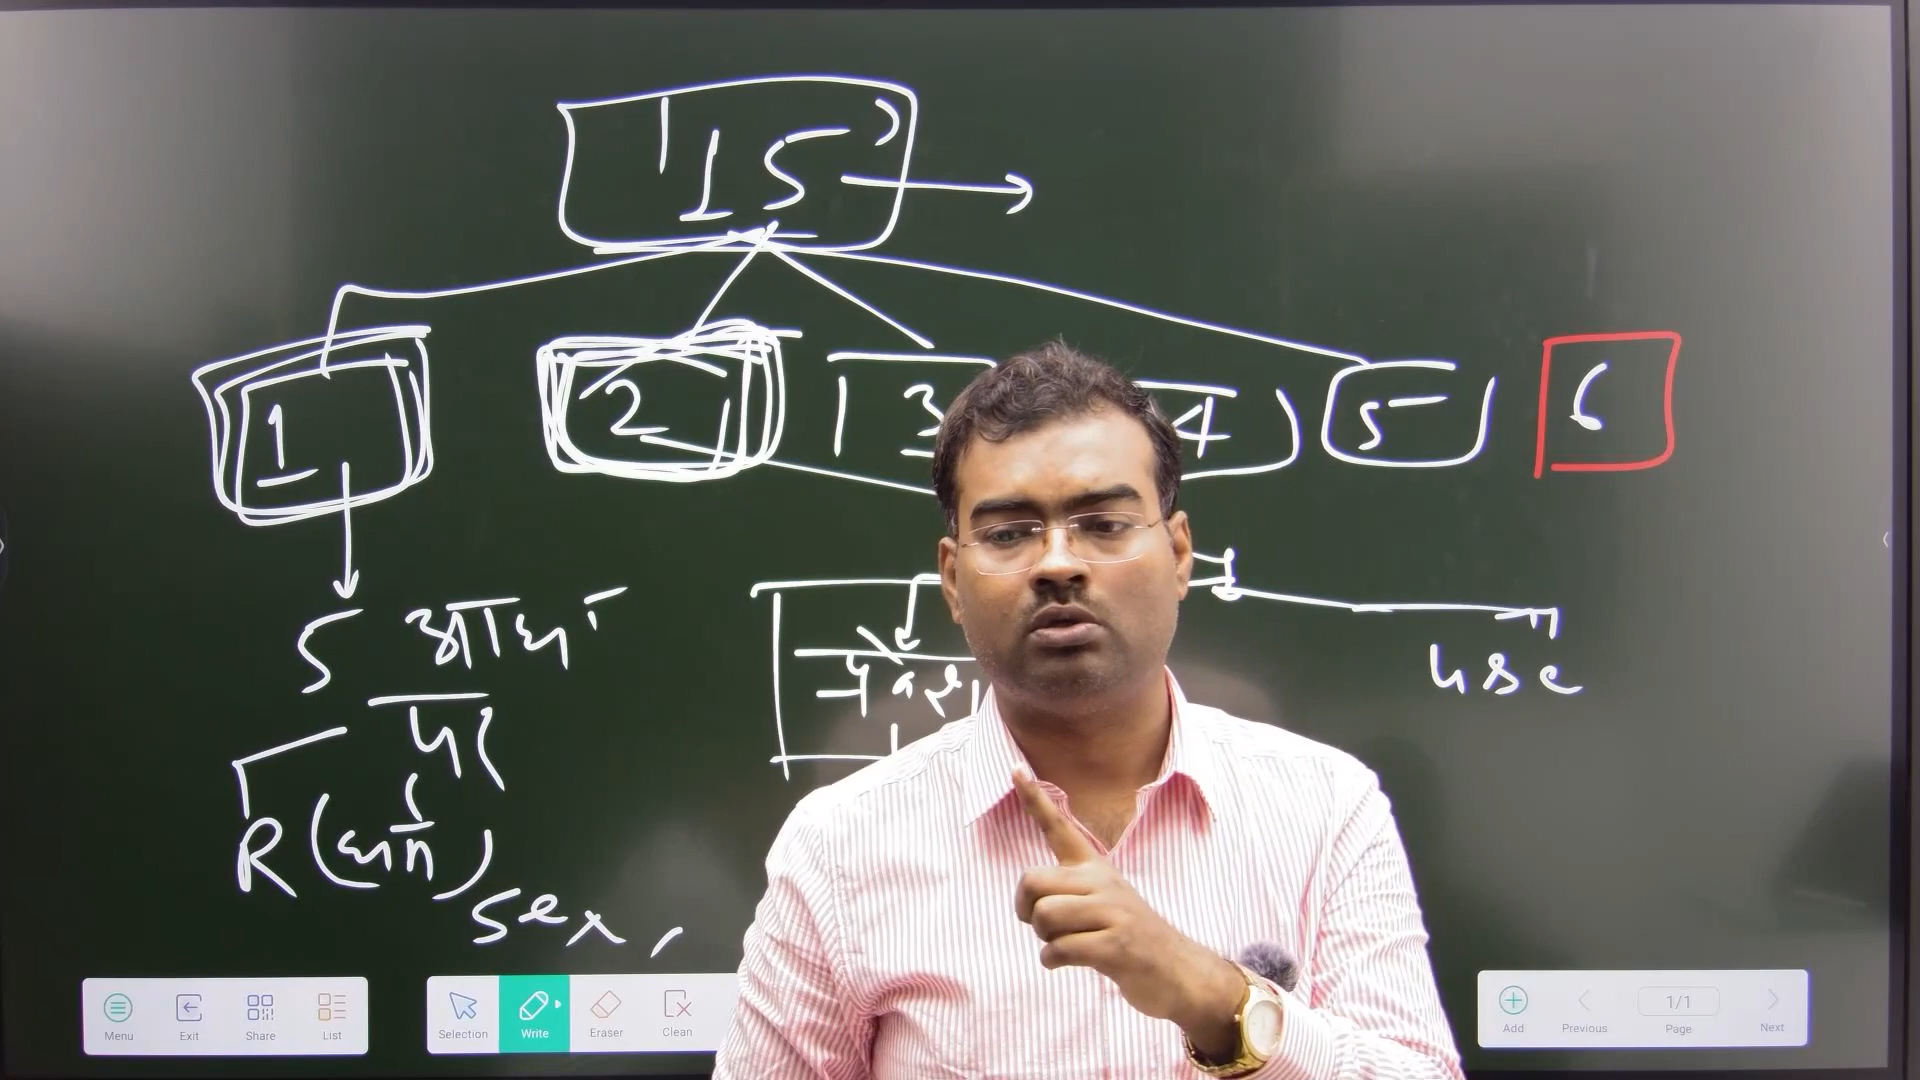 15
1 2 3 4 5 6
5 आधार
पर
use
R (धर्म)
sex,
Menu Exit Share List Selection Write Eraser Clean Add Previous 1/1 Page Next